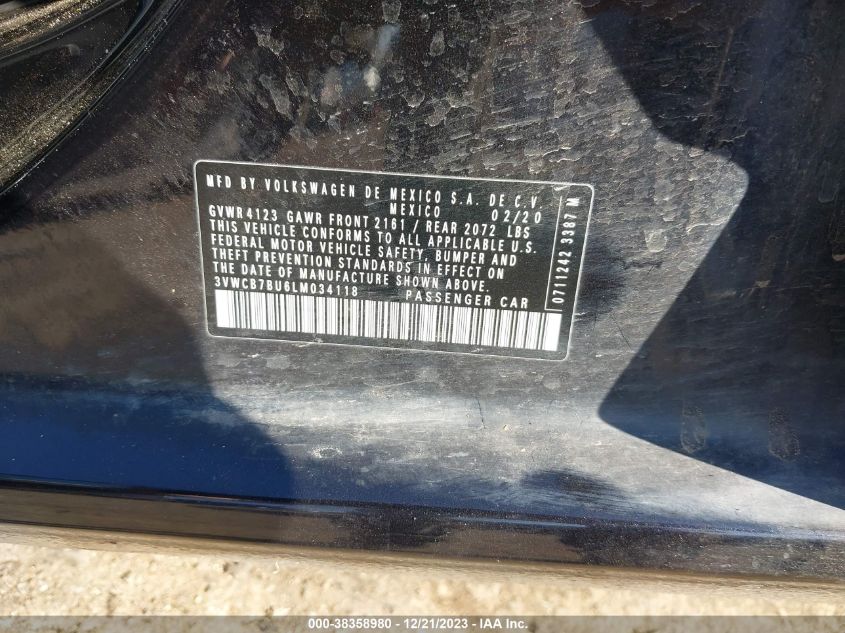 MFD BY VOLKSWAGEN DE MEXICO S.A. DE C.V.
MEXICO 02/20
GVWR 4123 GAWR FRONT 2161 / REAR 2072 LBS
THIS VEHICLE CONFORMS TO ALL APPLICABLE U.S.
FEDERAL MOTOR VEHICLE SAFETY, BUMPER AND
THEFT PREVENTION STANDARDS IN EFFECT ON
THE DATE OF MANUFACTURE SHOWN ABOVE.
3VWCB7BU6LM034118 PASSENGER CAR
0711242 3387 M
000-38358980 - 12/21/2023 - IAA Inc.